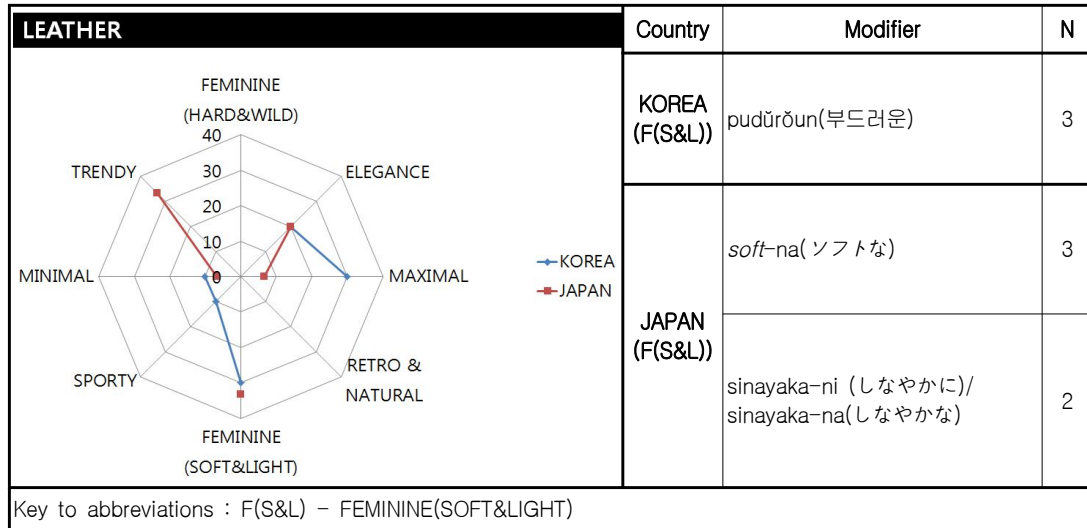 LEATHER
FEMININE
(HARD&WILD)
40
30
20
10
0
ELEGANCE
MAXIMAL
RETRO &
NATURAL
FEMININE
(SOFT&LIGHT)
SPORTY
MINIMAL
TRENDY
KOREA
JAPAN
Country Modifier N
KOREA
(F(S&L))
pudŭrŏun(부드러운) 3
JAPAN
(F(S&L))
soft-na(ソフトな) 3
sinayaka-ni (しなやかに)/
sinayaka-na(しなやかな) 2
Key to abbreviations : F(S&L) - FEMININE(SOFT&LIGHT)